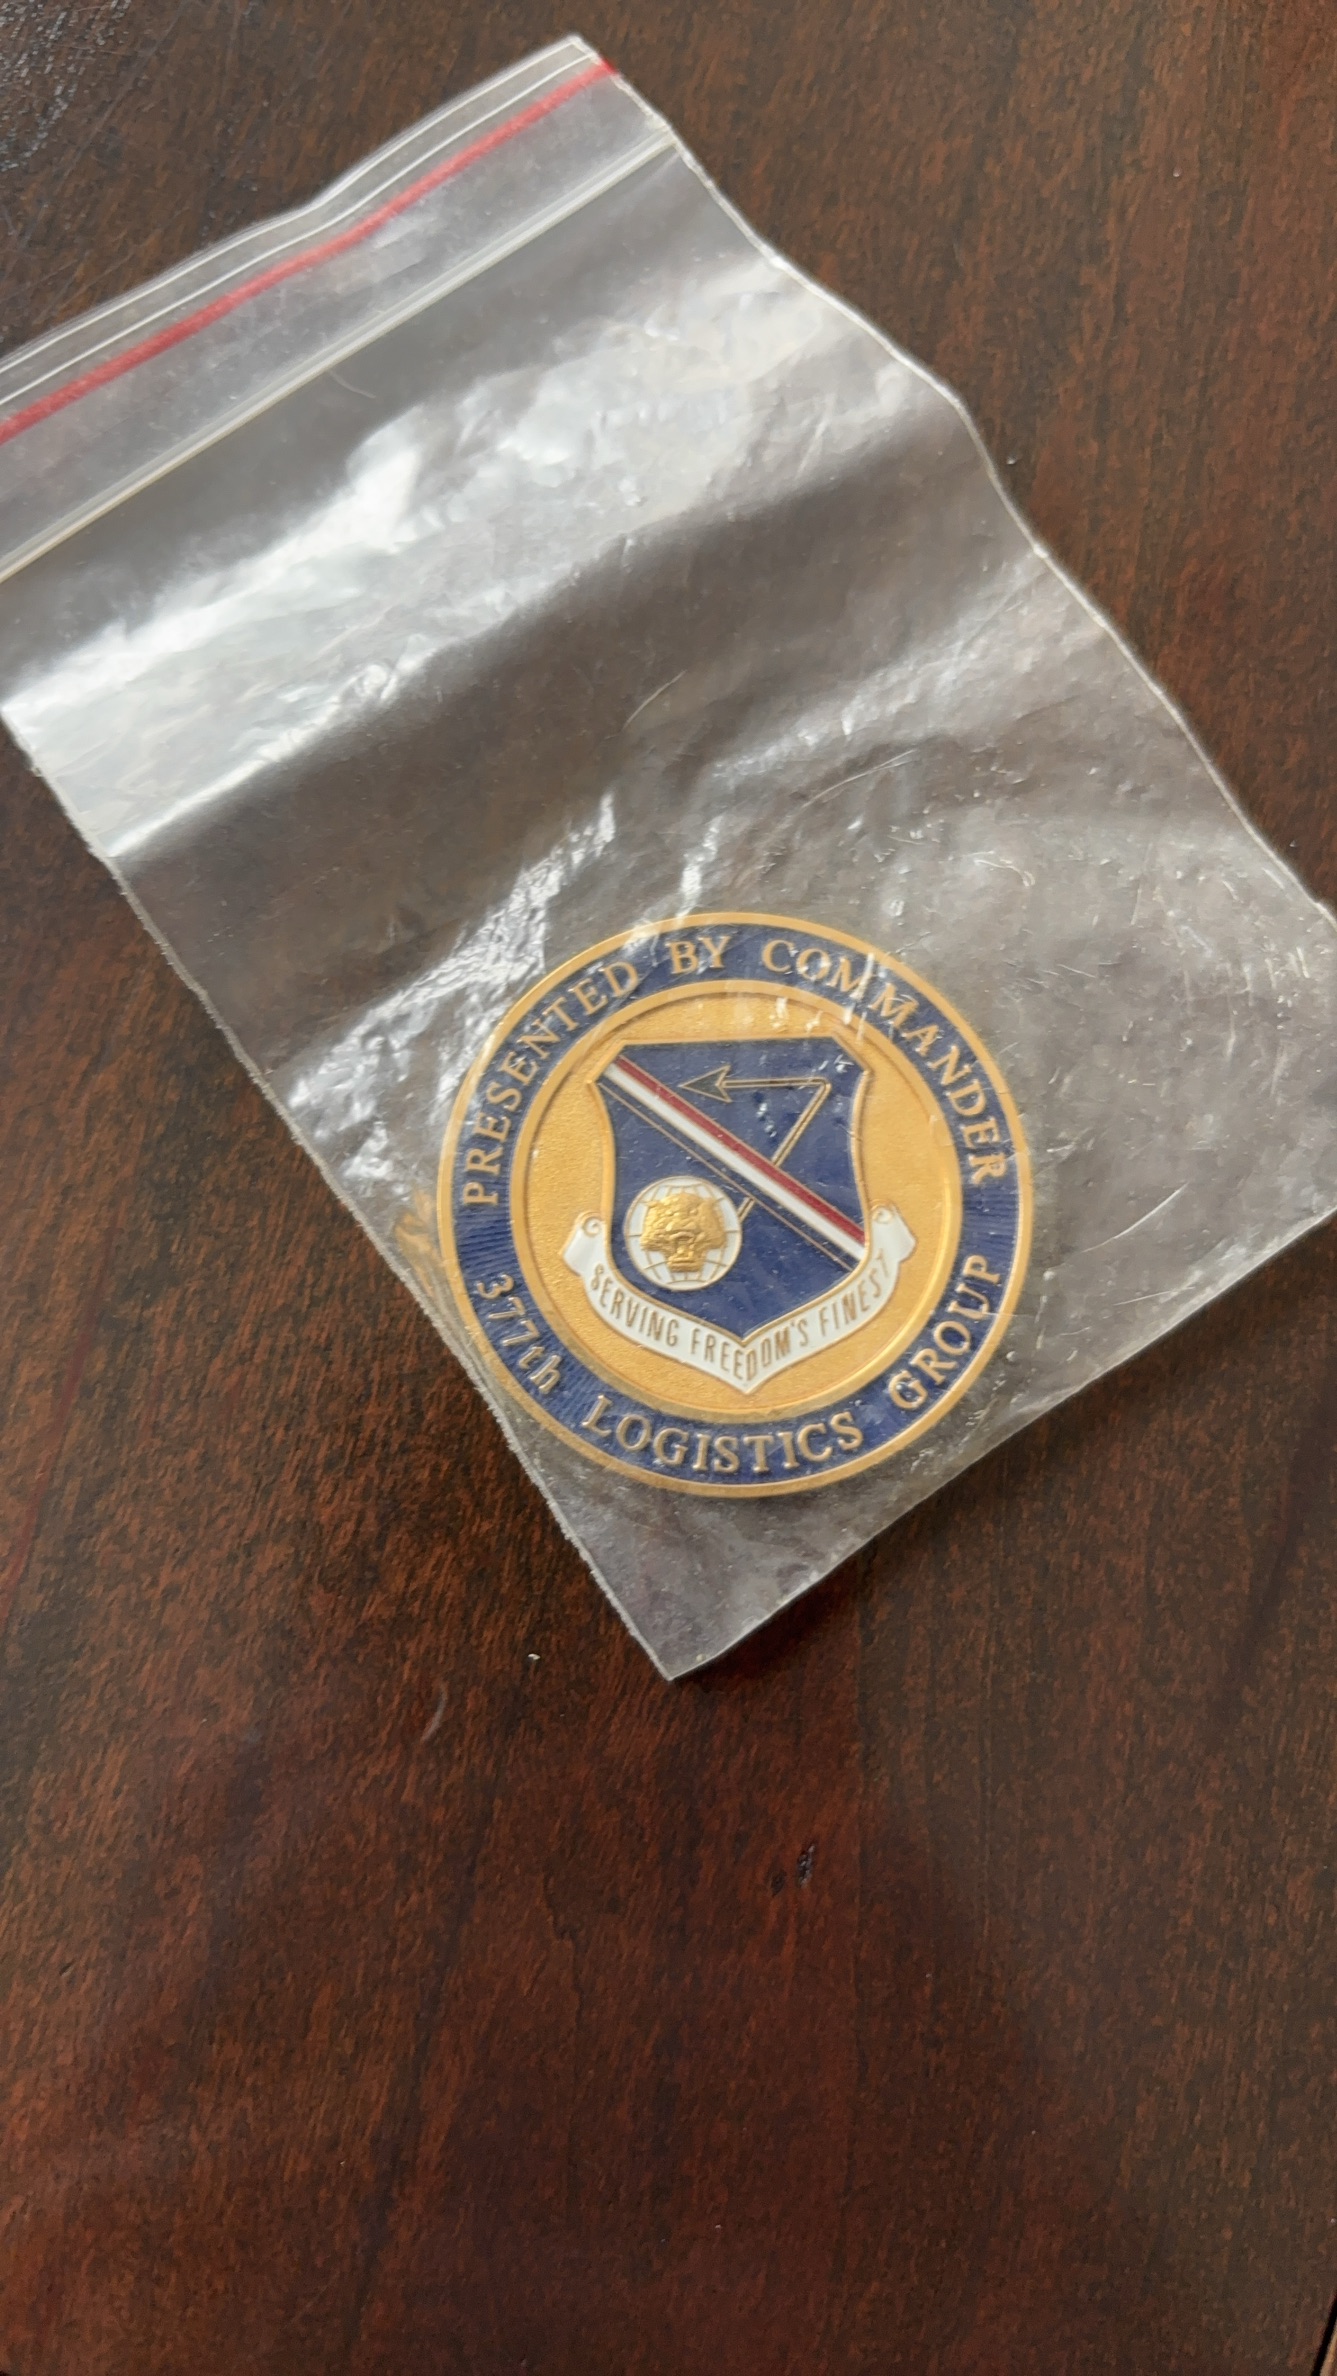 PRESENTED BY COMMANDER
SERVING FREEDOM'S FINEST
377th LOGISTICS GROUP